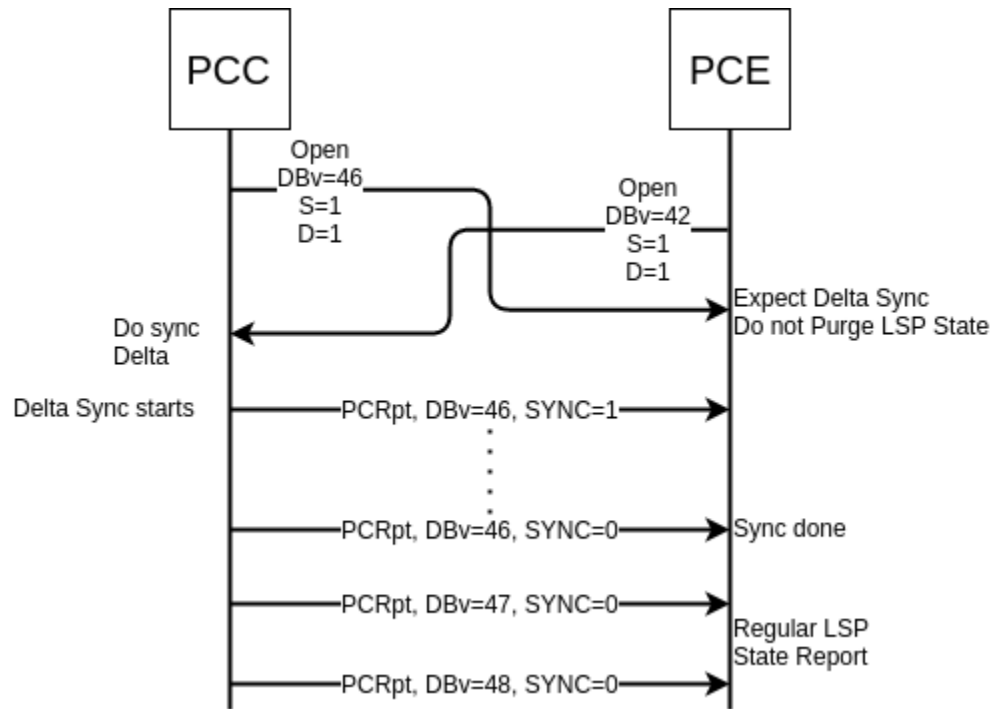 PCC
PCE
Open
DBv=46
S=1
D=1
Open
DBv=42
S=1
D=1
Expect Delta Sync
Do not Purge LSP State
Do sync
Delta
Delta Sync starts
PCRpt, DBv=46, SYNC=1
PCRpt, DBv=46, SYNC=0
Sync done
PCRpt, DBv=47, SYNC=0
Regular LSP
State Report
PCRpt, DBv=48, SYNC=0